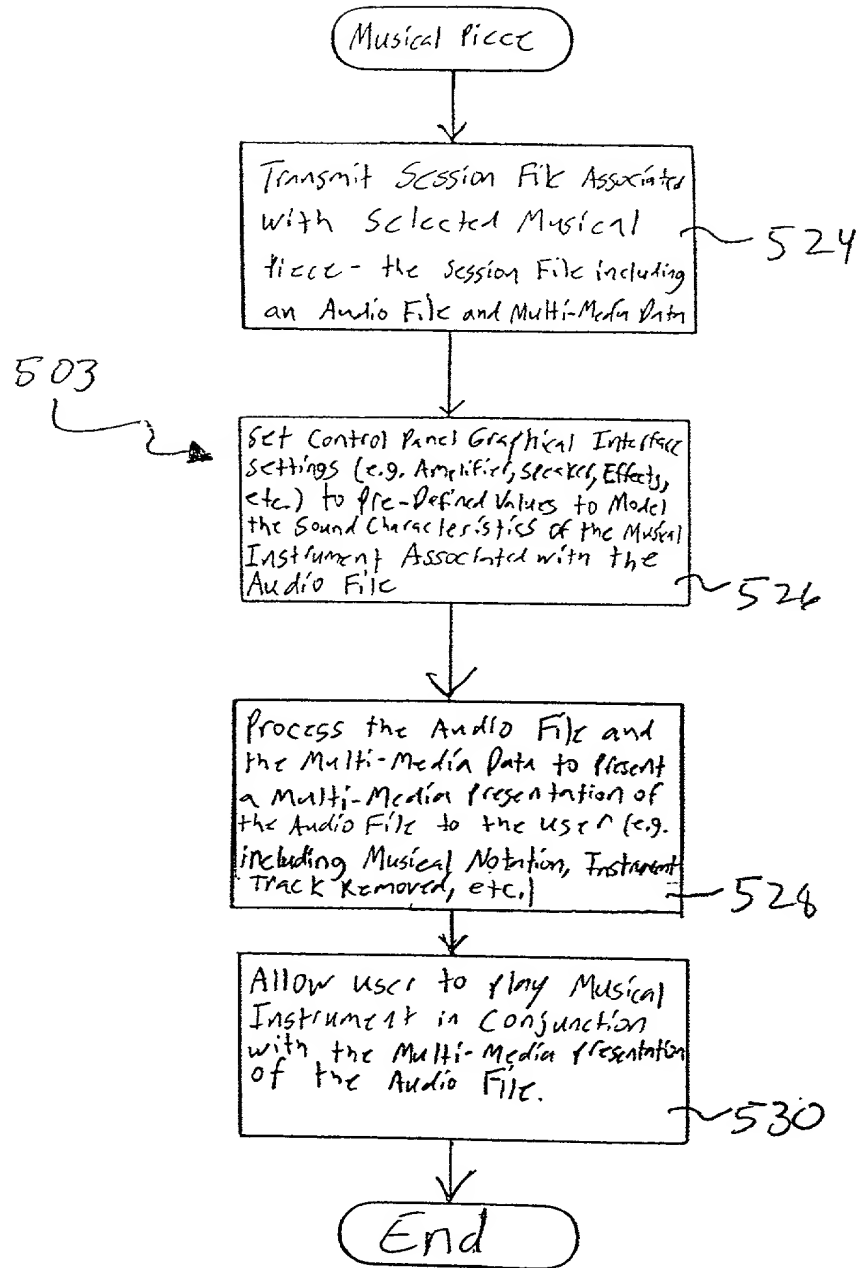 Musical Piece
Transmit Session File Associated
with Selected Musical
Piece - the Session File including
an Audio File and Multi-Media Data
524
503
Set Control Panel Graphical Interface
Settings (e.g. Amplifier, Speaker, Effects,
etc.) to Pre-Defined Values to Model
the Sound Characteristics of the Musical
Instrument Associated with the
Audio File
526
Process the Audio File and
the Multi-Media Data to Present
a Multi-Media Presentation of
the Audio File to the user (e.g.
including Musical Notation, Instrument
Track Removed, etc.)
528
Allow user to play Musical
Instrument in Conjunction
with the Multi-Media Presentation
of the Audio File.
530
End